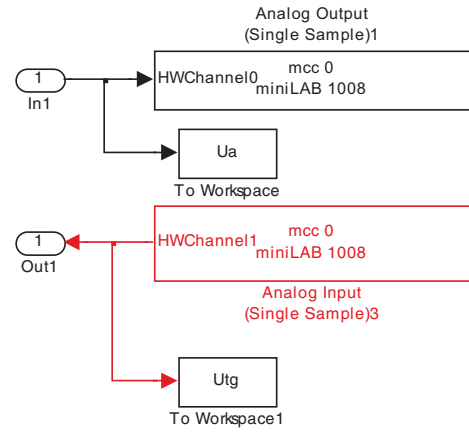 Analog Output
(Single Sample)1
1
In1
HWChannel0
mcc 0
miniLAB 1008
Ua
To Workspace
1
Out1
HWChannel1
mcc 0
miniLAB 1008
Analog Input
(Single Sample)3
Utg
To Workspace1